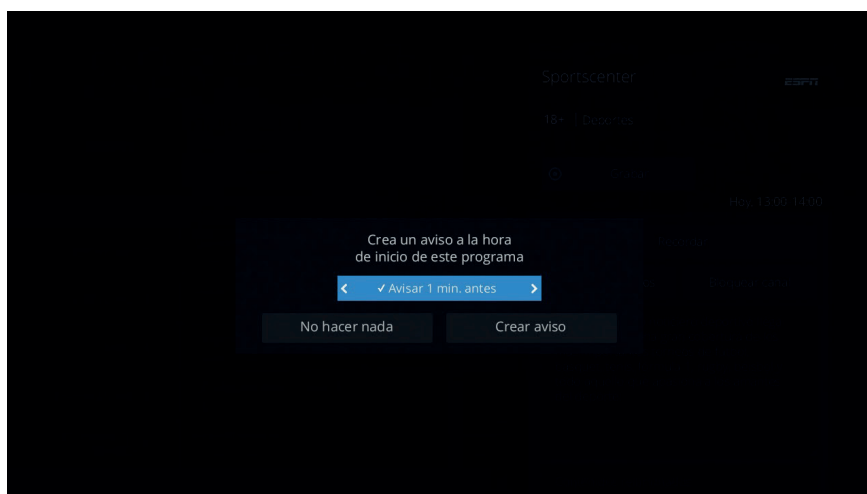 Sportscenter
ESPN
18+ | Deportes
Hoy, 13:00-14:00
Crea un aviso a la hora
de inicio de este programa
✓ Avisar 1 min. antes
No hacer nada
Crear aviso